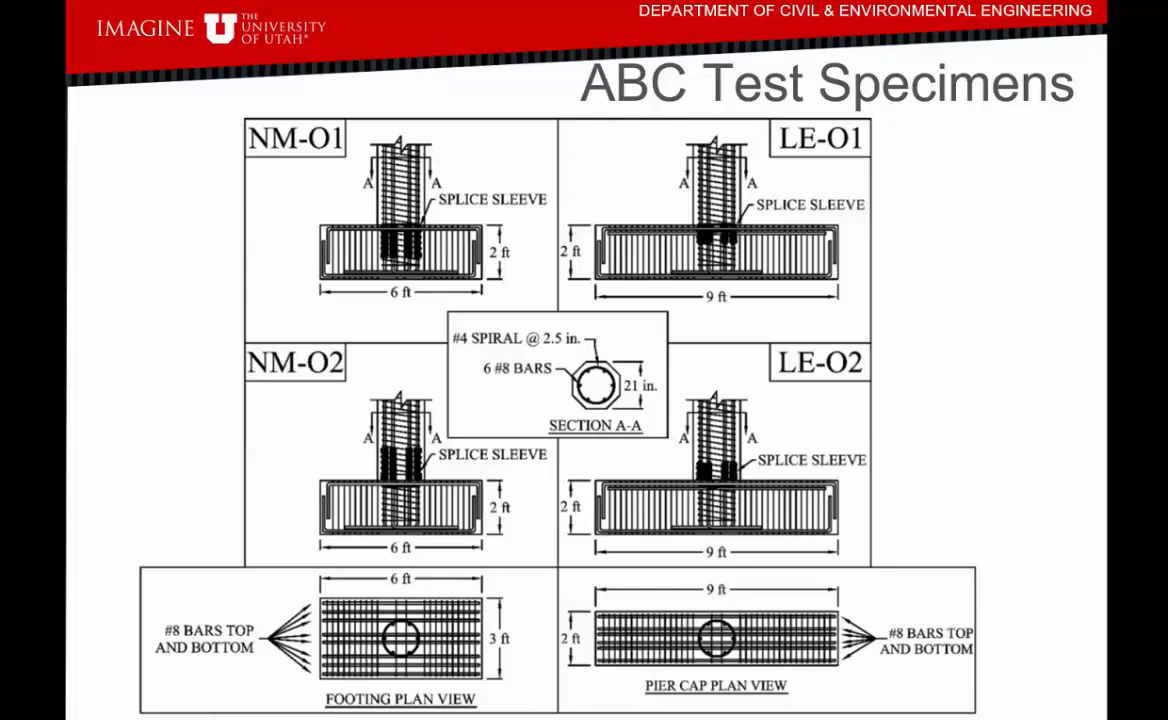 DEPARTMENT OF CIVIL & ENVIRONMENTAL ENGINEERING
IMAGINE U THE UNIVERSITY OF UTAH®
ABC Test Specimens
NM-O1
A
A
SPLICE SLEEVE
2 ft
6 ft
LE-O1
A
A
SPLICE SLEEVE
2 ft
9 ft
#4 SPIRAL @ 2.5 in.
6 #8 BARS
21 in.
SECTION A-A
NM-O2
A
A
SPLICE SLEEVE
2 ft
6 ft
LE-O2
A
A
SPLICE SLEEVE
2 ft
9 ft
6 ft
#8 BARS TOP
AND BOTTOM
3 ft
FOOTING PLAN VIEW
9 ft
2 ft
#8 BARS TOP
AND BOTTOM
PIER CAP PLAN VIEW